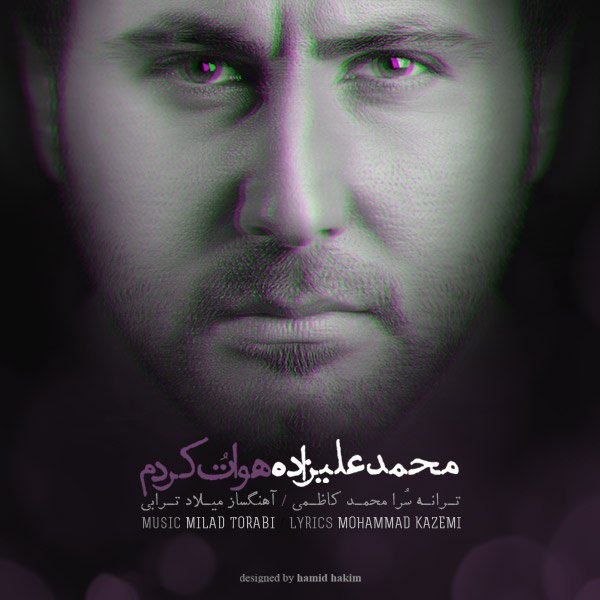 محمد علیزاده هواتُ کردم
ترانه سُرا محمد کاظمی / آهنگساز میلاد ترابی
MUSIC MILAD TORABI / LYRICS MOHAMMAD KAZEMI
designed by hamid hakim